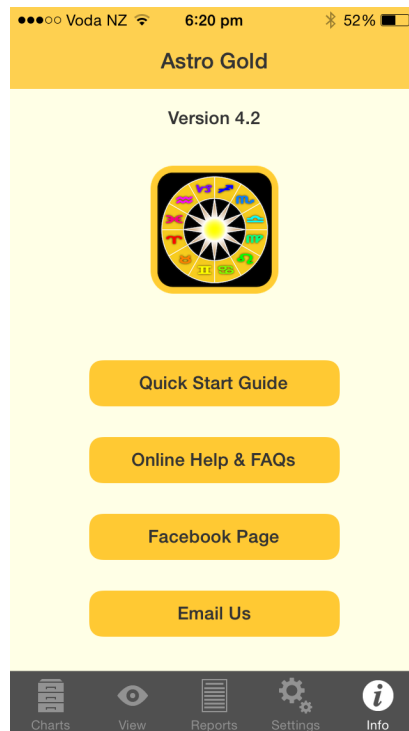 Voda NZ 6:20 pm 52%
Astro Gold
Version 4.2
Quick Start Guide
Online Help & FAQs
Facebook Page
Email Us
Charts View Reports Settings Info